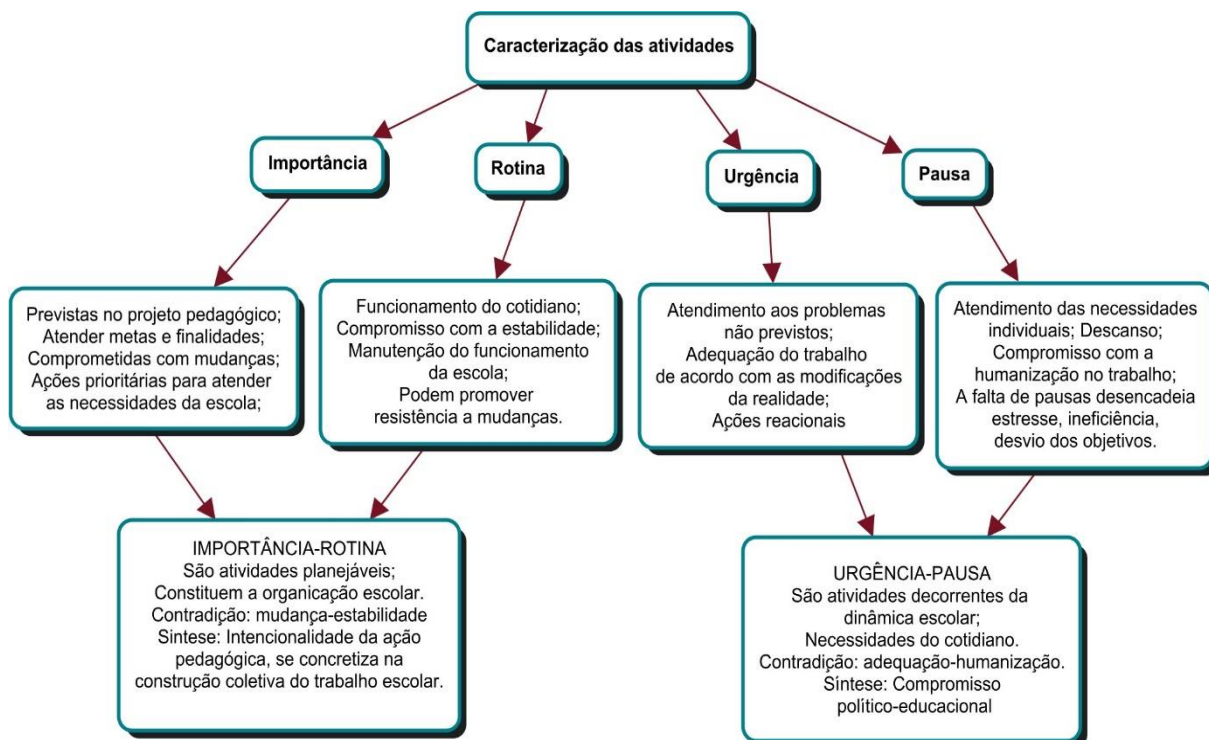 Caracterização das atividades
Importância
Rotina
Urgência
Pausa
Previstas no projeto pedagógico;
Atender metas e finalidades;
Comprometidas com mudanças;
Ações prioritárias para atender
as necessidades da escola;
Funcionamento do cotidiano;
Compromisso com a estabilidade;
Manutenção do funcionamento
da escola;
Podem promover
resistência a mudanças.
Atendimento aos problemas
não previstos;
Adequação do trabalho
de acordo com as modificações
da realidade;
Ações reacionais
Atendimento das necessidades
individuais; Descanso;
Compromisso com a
humanização no trabalho;
A falta de pausas desencadeia
estresse, ineficiência,
desvio dos objetivos.
IMPORTÂNCIA-ROTINA
São atividades planejáveis;
Constituem a organicação escolar.
Contradição: mudança-estabilidade
Sintese: Intencionalidade da ação
pedagógica, se concretiza na
construção coletiva do trabalho escolar.
URGÊNCIA-PAUSA
São atividades decorrentes da
dinâmica escolar;
Necessidades do cotidiano.
Contradição: adequação-humanização.
Síntese: Compromisso
político-educacional